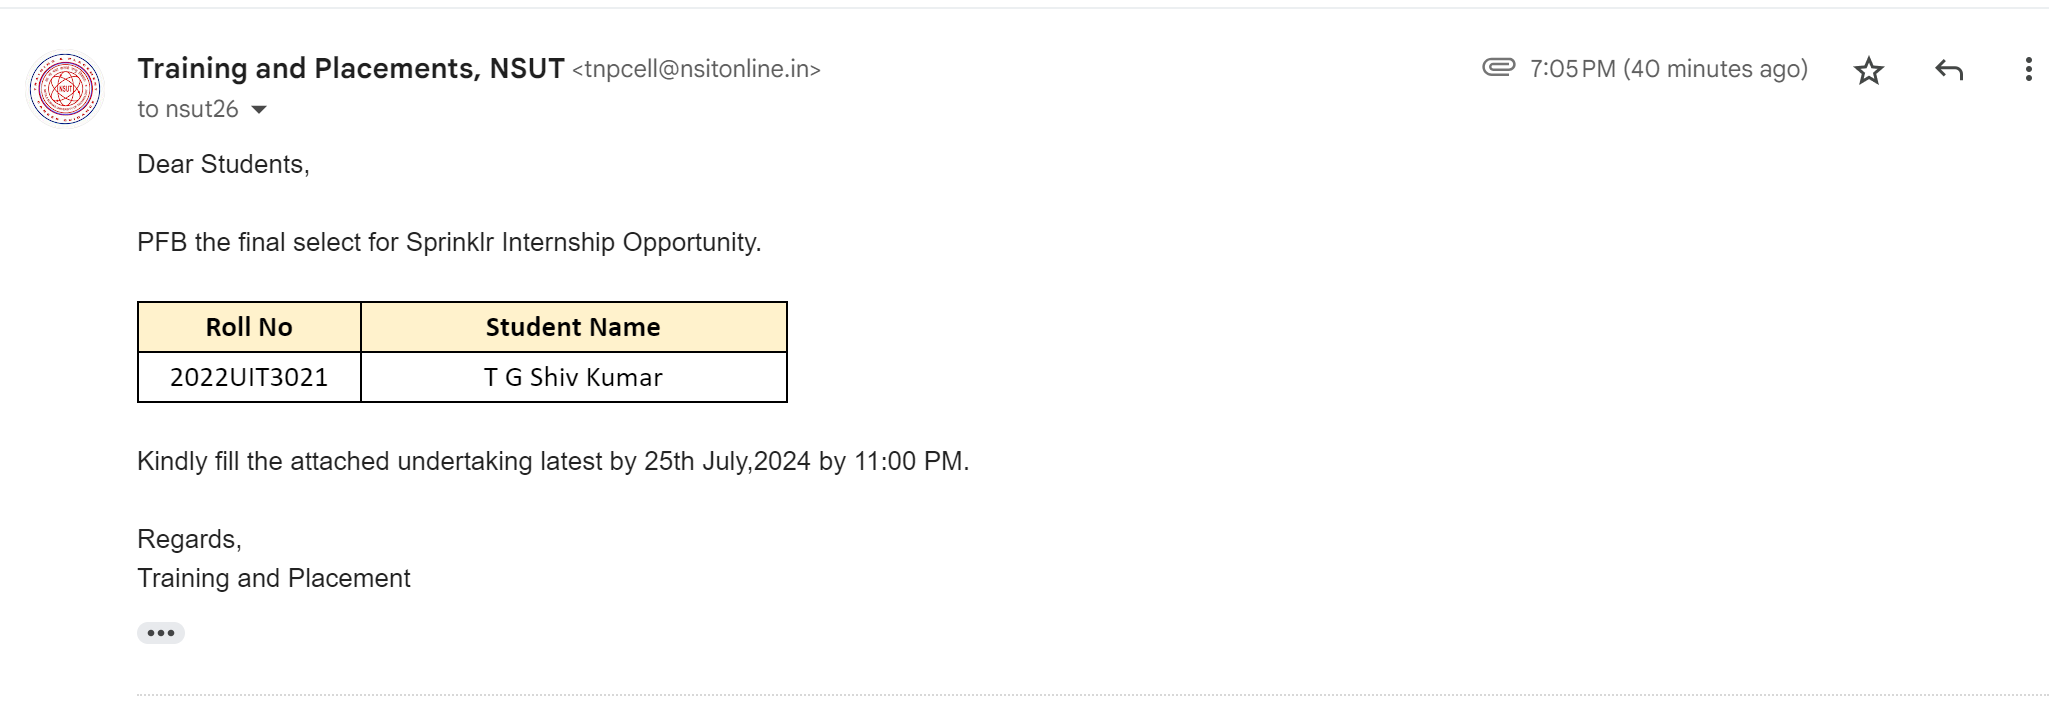 Training and Placements, NSUT <tnpcell@nsitonline.in>
7:05 PM (40 minutes ago)
to nsut26
Dear Students,
PFB the final select for Sprinklr Internship Opportunity.
Roll No Student Name
2022UIT3021 T G Shiv Kumar
Kindly fill the attached undertaking latest by 25th July,2024 by 11:00 PM.
Regards,
Training and Placement
NSUT